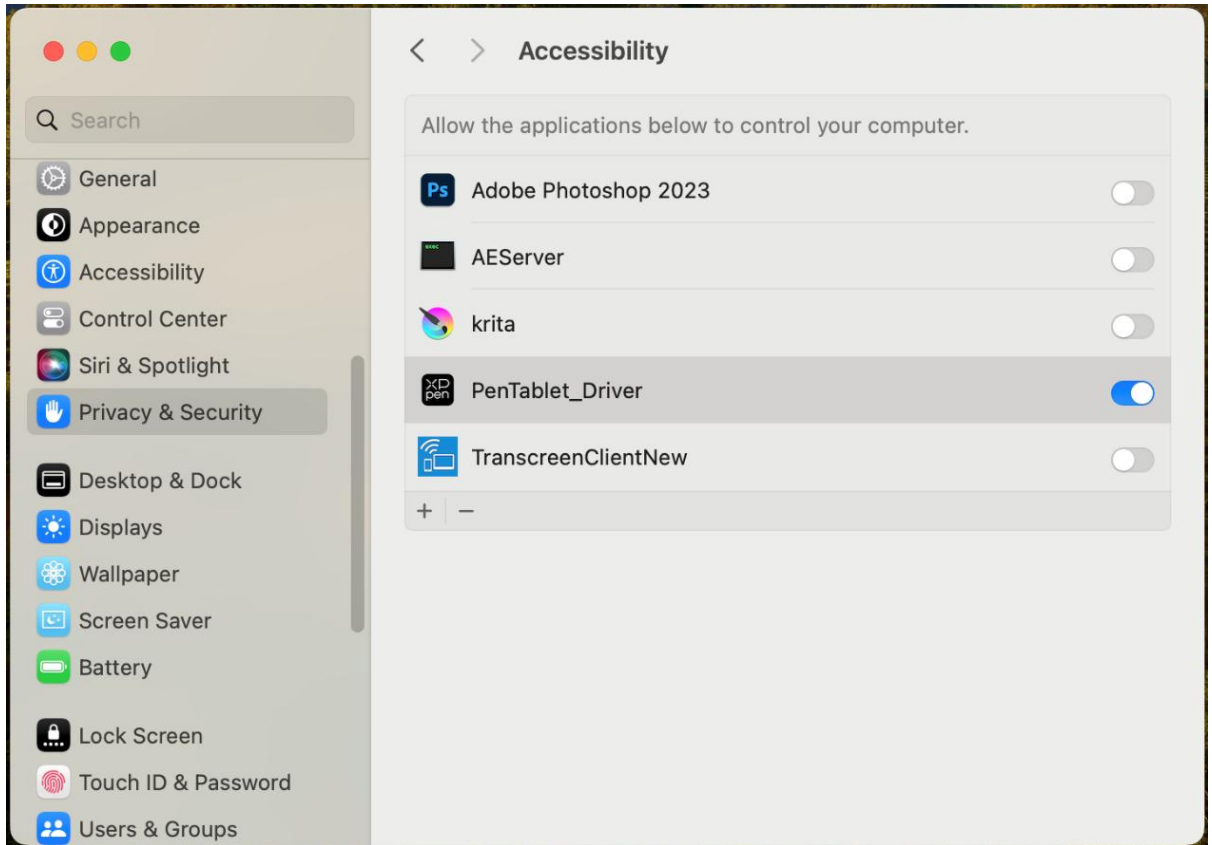 Accessibility
Search
General
Appearance
Accessibility
Control Center
Siri & Spotlight
Privacy & Security
Desktop & Dock
Displays
Wallpaper
Screen Saver
Battery
Lock Screen
Touch ID & Password
Users & Groups
Allow the applications below to control your computer.
Ps Adobe Photoshop 2023
exec AEServer
krita
XP pen PenTablet_Driver
TranscreenClientNew